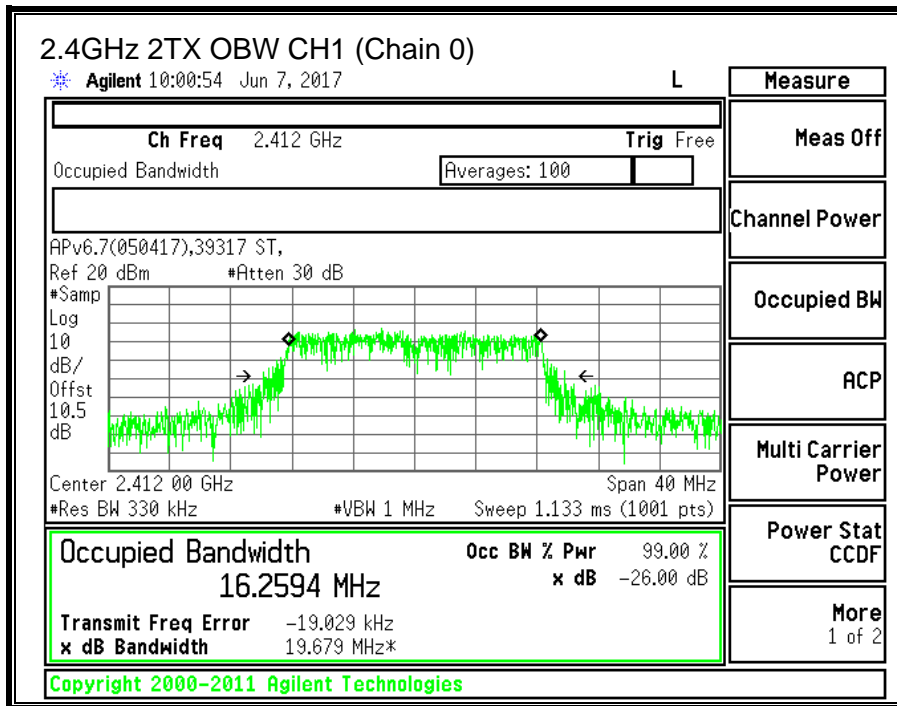 2.4GHz 2TX OBW CH1 (Chain 0)
Agilent 10:00:54 Jun 7, 2017 L
Ch Freq 2.412 GHz Trig Free
Occupied Bandwidth Averages: 100
APv6.7(050417),39317 ST,
Ref 20 dBm #Atten 30 dB
#Samp
Log
10
dB/
Offst
10.5
dB
Center 2.412 00 GHz Span 40 MHz
#Res BW 330 kHz #VBW 1 MHz Sweep 1.133 ms (1001 pts)
Occupied Bandwidth Occ BW % Pwr 99.00 %
16.2594 MHz x dB -26.00 dB
Transmit Freq Error -19.029 kHz
x dB Bandwidth 19.679 MHz*
Copyright 2000-2011 Agilent Technologies
Measure
Meas Off
Channel Power
Occupied BW
ACP
Multi Carrier
Power
Power Stat
CCDF
More
1 of 2